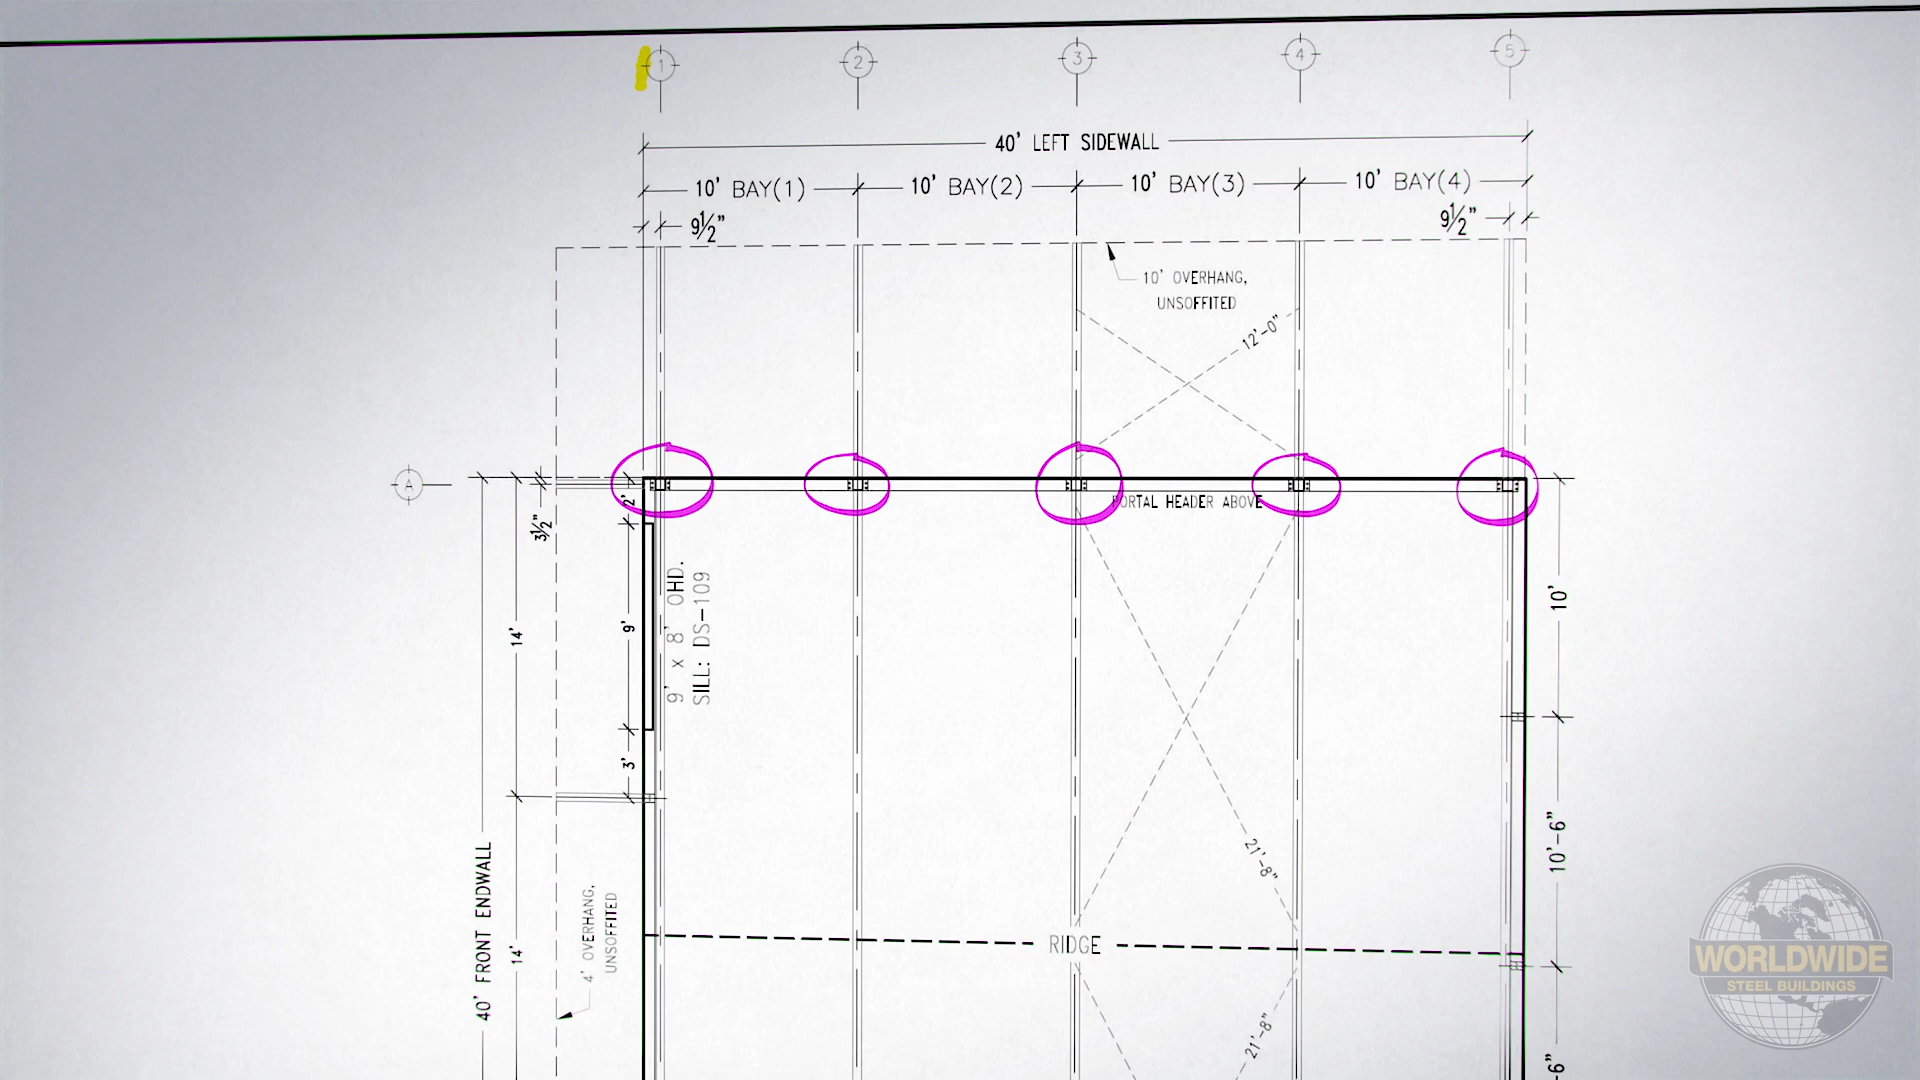 1
2
3
4
5
40' LEFT SIDEWALL
10' BAY(1)
10' BAY(2)
10' BAY(3)
10' BAY(4)
9½"
9½"
10' OVERHANG,
UNSOFFITED
12'-0"
A
PORTAL HEADER ABOVE
2'
3½"
9' x 8' OHD.
SILL: DS-109
9'
14'
10'
3'
21'-8"
10'-6"
40' FRONT ENDWALL
14'
4' OVERHANG,
UNSOFFITED
RIDGE
21'-8"
-6"
WORLDWIDE
STEEL BUILDINGS